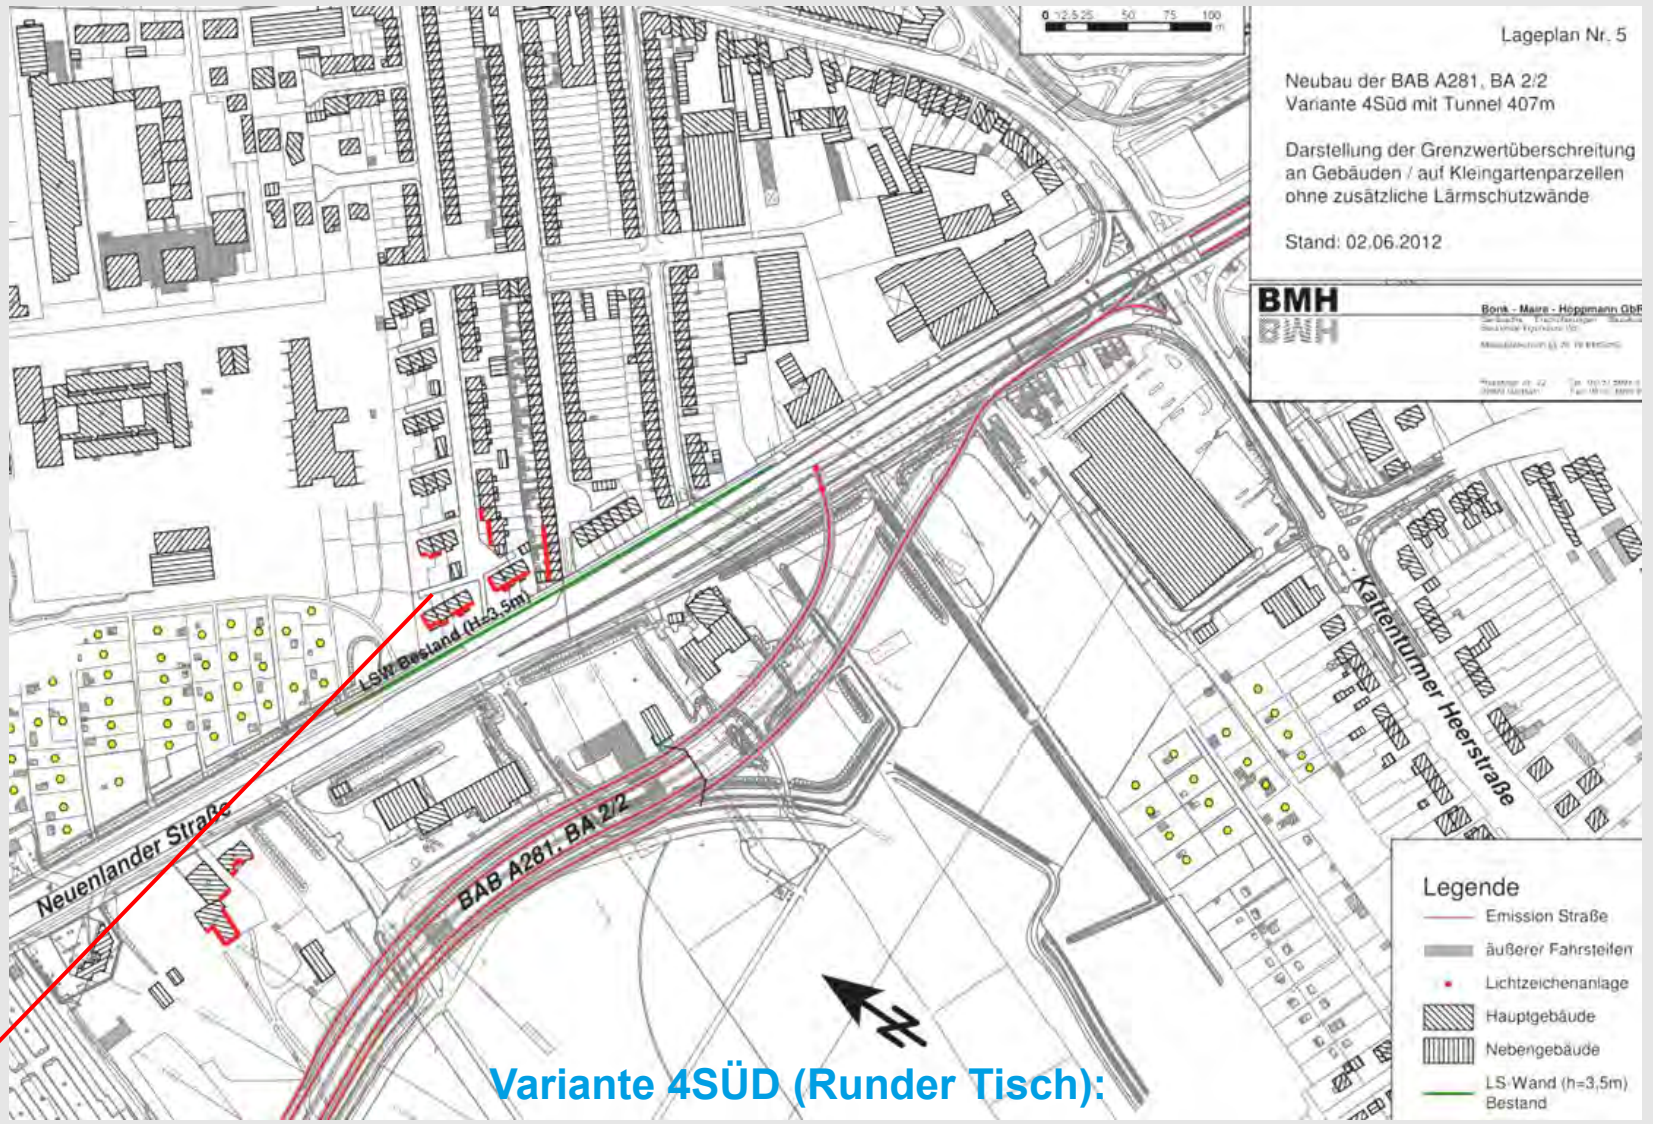 0 12.5 25 50 75 100
m
Lageplan Nr. 5
Neubau der BAB A281, BA 2/2
Variante 4Süd mit Tunnel 407m
Darstellung der Grenzwertüberschreitung
an Gebäuden / auf Kleingartenparzellen
ohne zusätzliche Lärmschutzwände
Stand: 02.06.2012
BMH
Bonk - Maire - Hoppmann GbR
LSW Bestand (H=3,5m)
Kattenturmer Heerstraße
Neuenlander Straße
BAB A281, BA 2/2
N
Legende
Emission Straße
äußerer Fahrsteifen
Lichtzeichenanlage
Hauptgebäude
Nebengebäude
LS-Wand (h=3,5m)
Bestand
Variante 4SÜD (Runder Tisch):